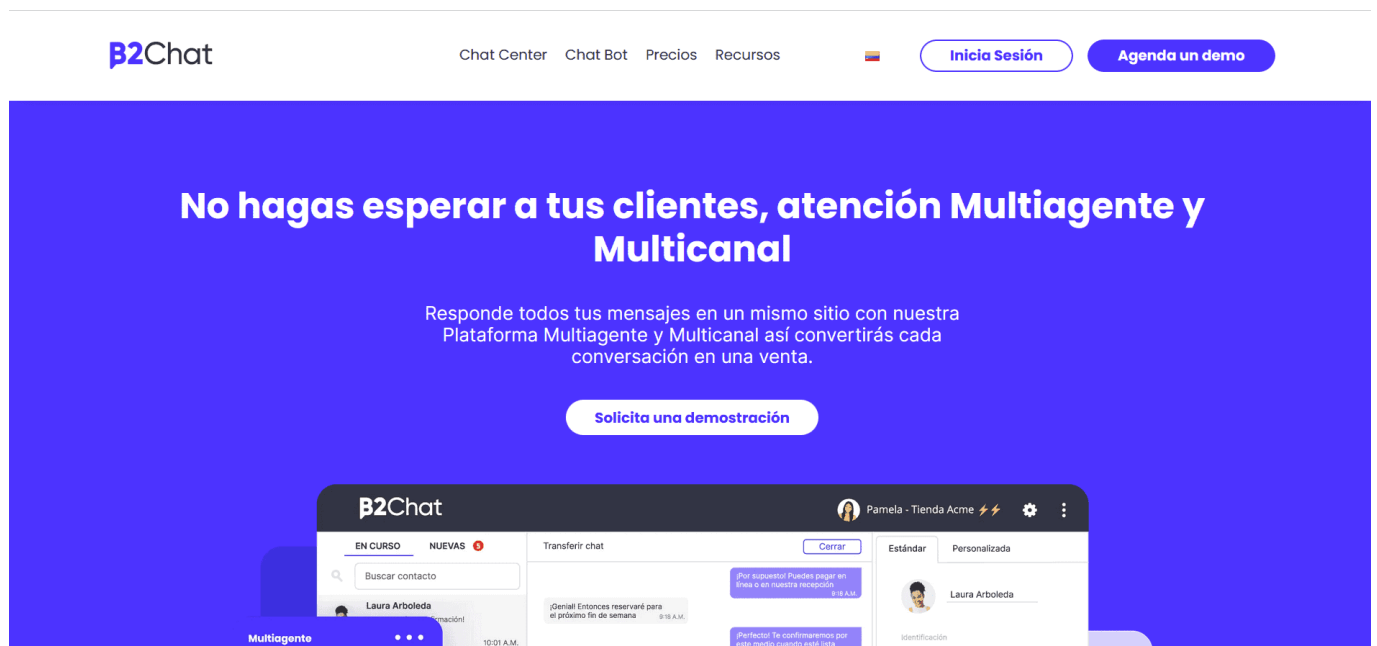 B2Chat
Chat Center
Chat Bot
Precios
Recursos
Inicia Sesión
Agenda un demo
No hagas esperar a tus clientes, atención Multiagente y
Multicanal
Responde todos tus mensajes en un mismo sitio con nuestra
Plataforma Multiagente y Multicanal así convertirás cada
conversación en una venta.
Solicita una demostración
B2Chat
Pamela - Tienda Acme
EN CURSO
NUEVAS 5
Transferir chat
Cerrar
Estándar
Personalizada
Buscar contacto
¡Por supuesto! Puedes pagar en
línea o en nuestra recepción
9:18 A.M.
Laura Arboleda
Laura Arboleda
¡Genial! Entonces reservaré para
el próximo fin de semana
9:18 A.M.
¡Perfecto! Te confirmaremos por
este medio cuando esté lista
Identificación
Multiagente
10:01 A.M.